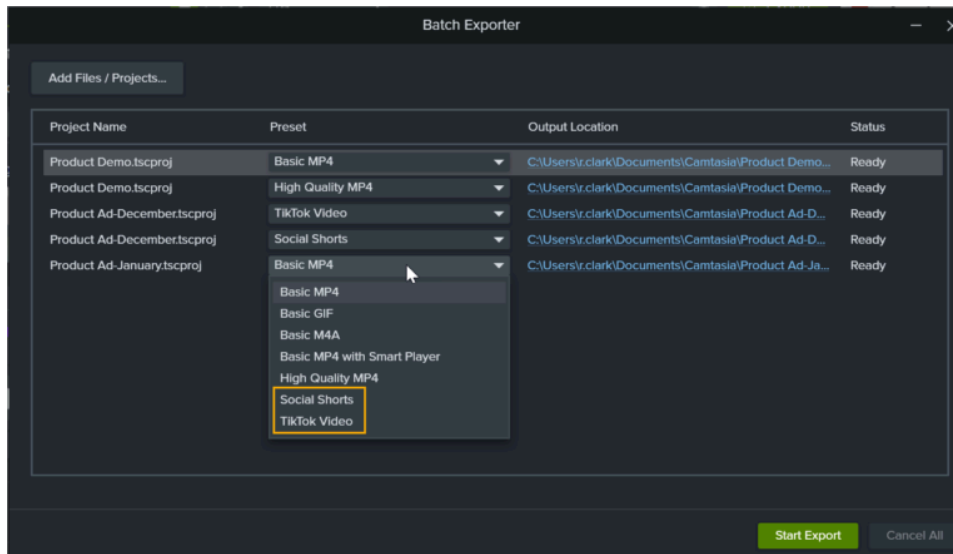 Batch Exporter
Add Files / Projects...
Project Name Preset Output Location Status
Product Demo.tscproj Basic MP4 C:\Users\r.clark\Documents\Camtasia\Product Demo... Ready
Product Demo.tscproj High Quality MP4 C:\Users\r.clark\Documents\Camtasia\Product Demo... Ready
Product Ad-December.tscproj TikTok Video C:\Users\r.clark\Documents\Camtasia\Product Ad-D... Ready
Product Ad-December.tscproj Social Shorts C:\Users\r.clark\Documents\Camtasia\Product Ad-D... Ready
Product Ad-January.tscproj Basic MP4 C:\Users\r.clark\Documents\Camtasia\Product Ad-Ja... Ready
Basic MP4
Basic GIF
Basic M4A
Basic MP4 with Smart Player
High Quality MP4
Social Shorts
TikTok Video
Start Export Cancel All